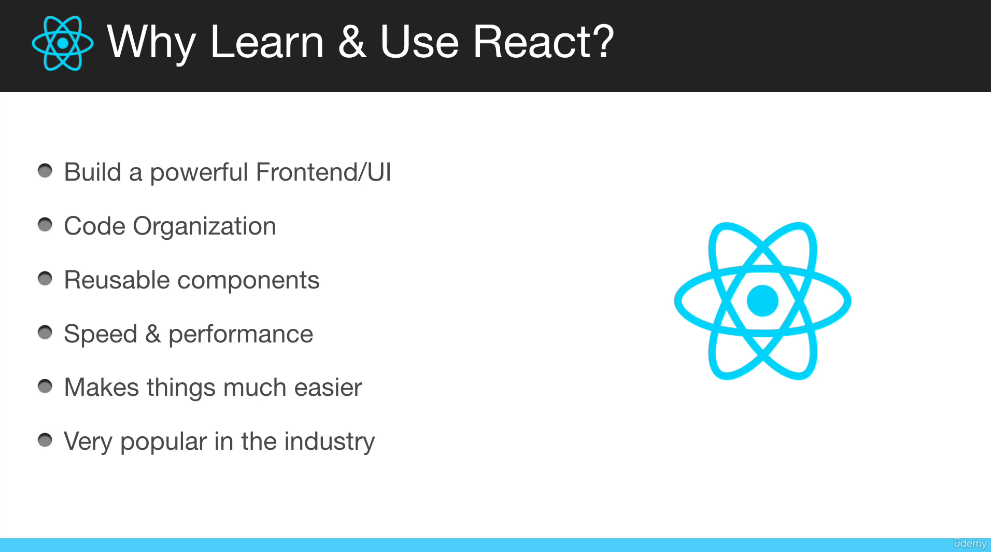 Why Learn & Use React?
Build a powerful Frontend/UI
Code Organization
Reusable components
Speed & performance
Makes things much easier
Very popular in the industry
ûdemy